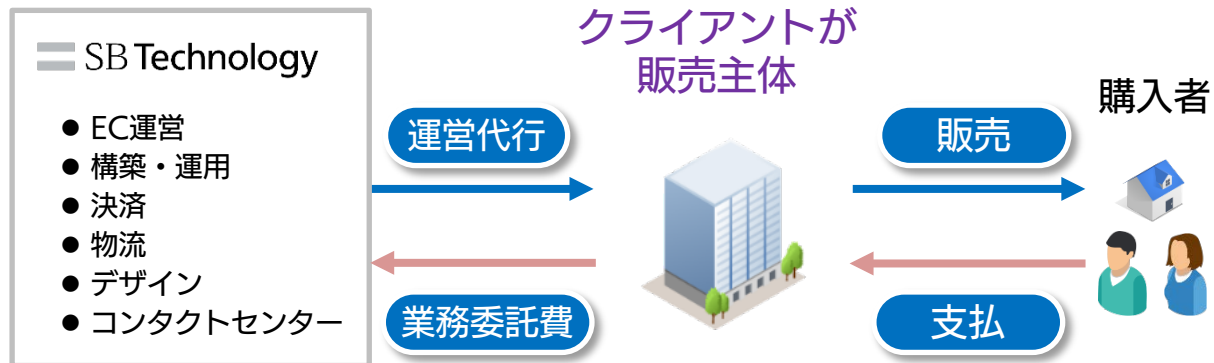 SB Technology
● EC運営
● 構築・運用
● 決済
● 物流
● デザイン
● コンタクトセンター
運営代行
業務委託費
クライアントが
販売主体
販売
支払
購入者